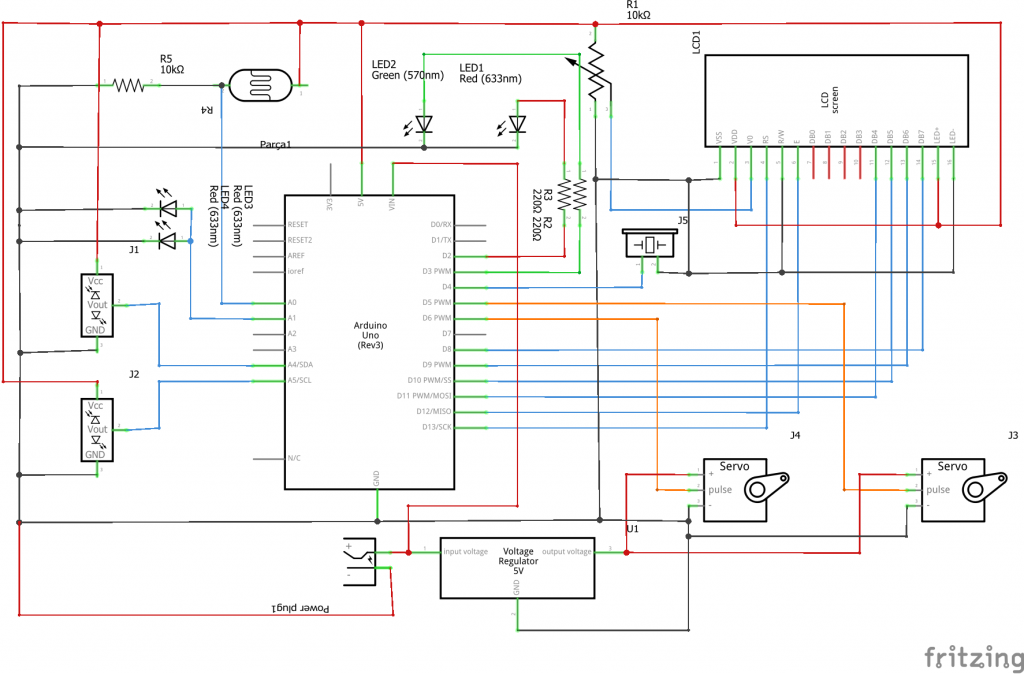 R1
10kΩ
LCD1
R5
10kΩ
LED2
Green (570nm)
LED1
Red (633nm)
R4
LCD
screen
VSS
VDD
V0
RS
R/W
E
DB0
DB1
DB2
DB3
DB4
DB5
DB6
DB7
LED+
LED-
Parça1
LED3
Red (633nm)
LED4
Red (633nm)
R3
220Ω
R2
220Ω
J5
3V3
5V
VIN
RESET
RESET2
AREF
ioref
A0
A1
A2
A3
A4/SDA
A5/SCL
N/C
Arduino
Uno
(Rev3)
D0/RX
D1/TX
D2
D3 PWM
D4
D5 PWM
D6 PWM
D7
D8
D9 PWM
D10 PWM/SS
D11 PWM/MOSI
D12/MISO
D13/SCK
GND
J1
Vcc
Vout
GND
J2
Vcc
Vout
GND
J4
Servo
+
pulse
-
J3
Servo
+
pulse
-
U1
input voltage
Voltage
Regulator
5V
output voltage
GND
+
-
Power plug1
fritzing